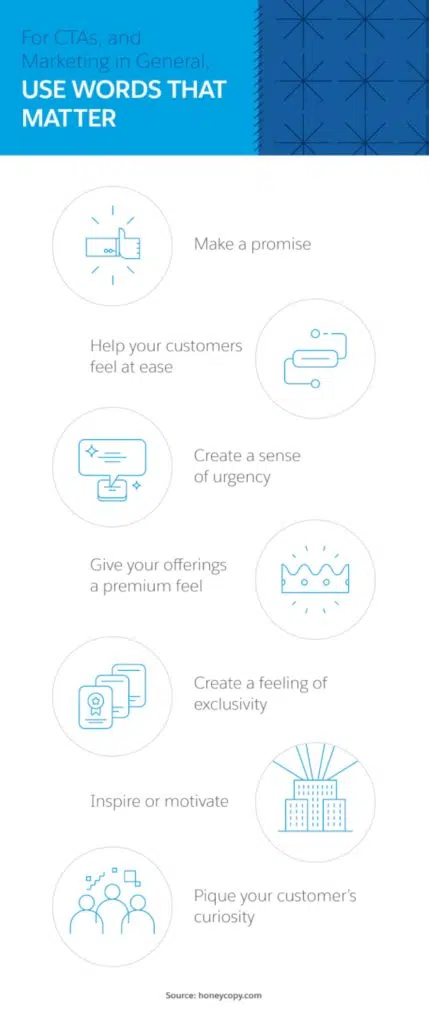 For CTAs, and
Marketing in General,
USE WORDS THAT
MATTER
Make a promise
Help your customers
feel at ease
Create a sense
of urgency
Give your offerings
a premium feel
Create a feeling of
exclusivity
Inspire or motivate
Pique your customer's
curiosity
Source: honeycopy.com